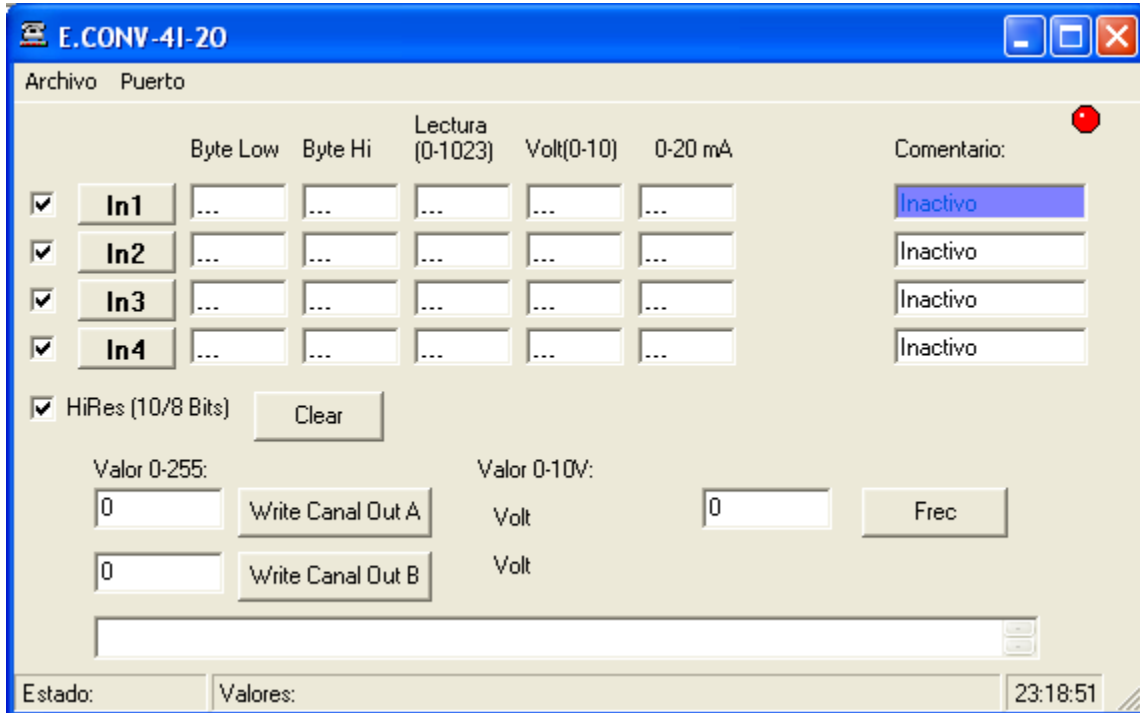 E.CONV-4I-2O
Archivo Puerto
Byte Low Byte Hi Lectura (0-1023) Volt(0-10) 0-20 mA Comentario:
In1 ... ... ... ... ... Inactivo
In2 ... ... ... ... ... Inactivo
In3 ... ... ... ... ... Inactivo
In4 ... ... ... ... ... Inactivo
HiRes (10/8 Bits) Clear
Valor 0-255: Valor 0-10V:
0 Write Canal Out A Volt 0 Frec
0 Write Canal Out B Volt
Estado: Valores: 23:18:51